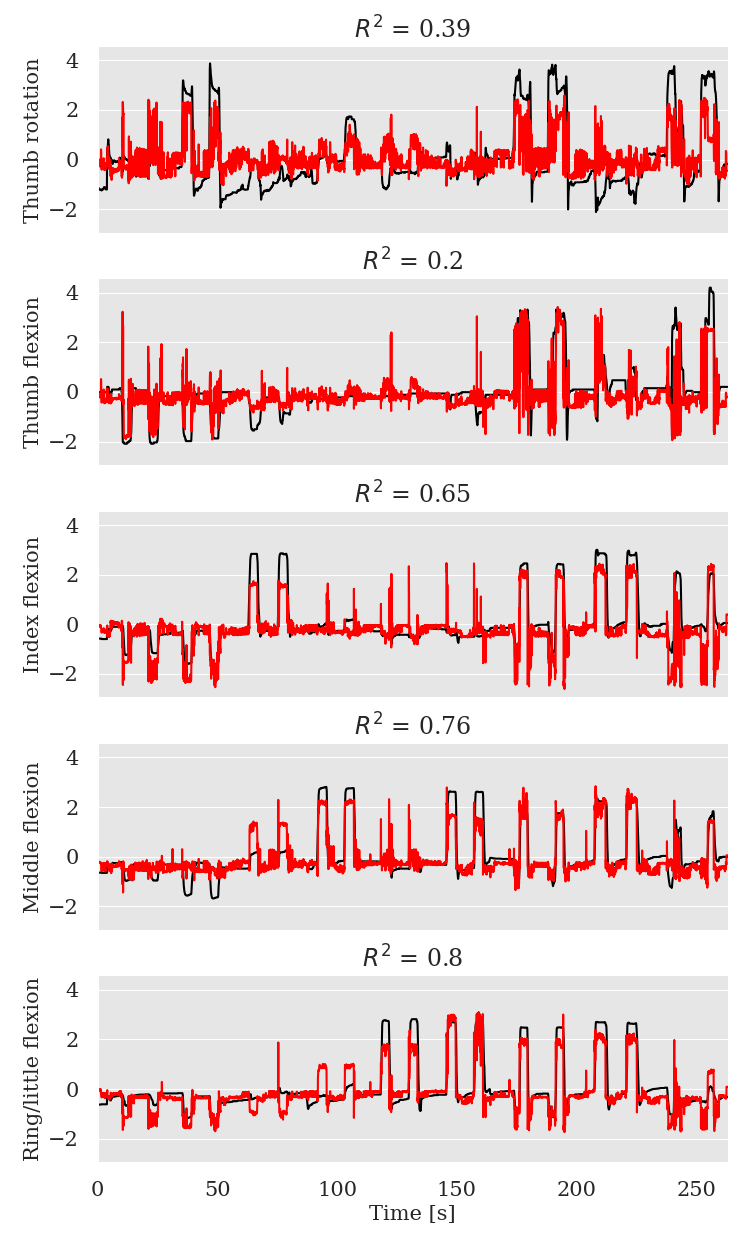 R² = 0.39
Thumb rotation
4
2
0
−2
R² = 0.2
Thumb flexion
4
2
0
−2
R² = 0.65
Index flexion
4
2
0
−2
R² = 0.76
Middle flexion
4
2
0
−2
R² = 0.8
Ring/little flexion
4
2
0
−2
0 50 100 150 200 250
Time [s]